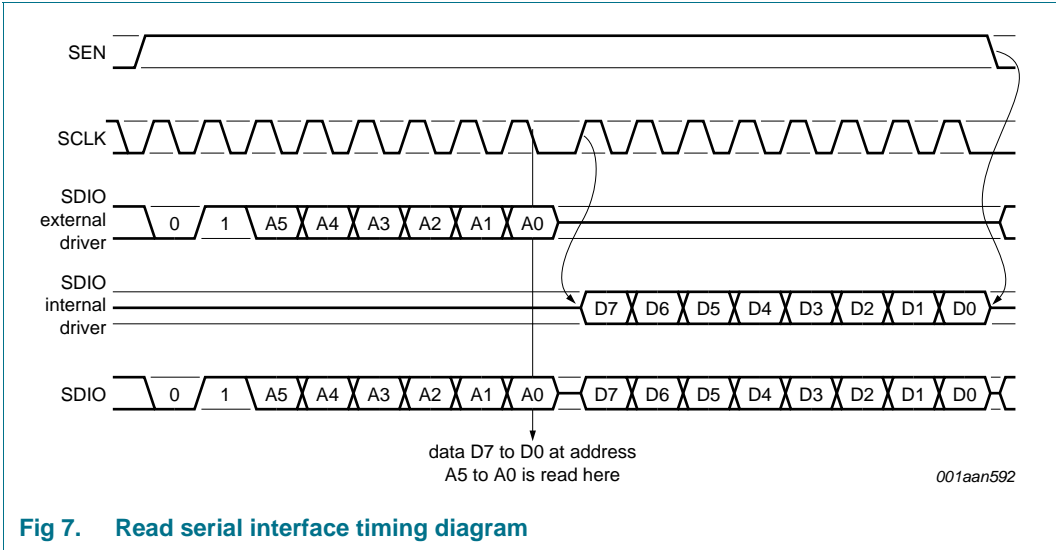 SEN
SCLK
SDIO
external
driver
0 1 A5 A4 A3 A2 A1 A0
SDIO
internal
driver
D7 D6 D5 D4 D3 D2 D1 D0
SDIO
0 1 A5 A4 A3 A2 A1 A0 D7 D6 D5 D4 D3 D2 D1 D0
data D7 to D0 at address
A5 to A0 is read here
001aan592
Fig 7. Read serial interface timing diagram